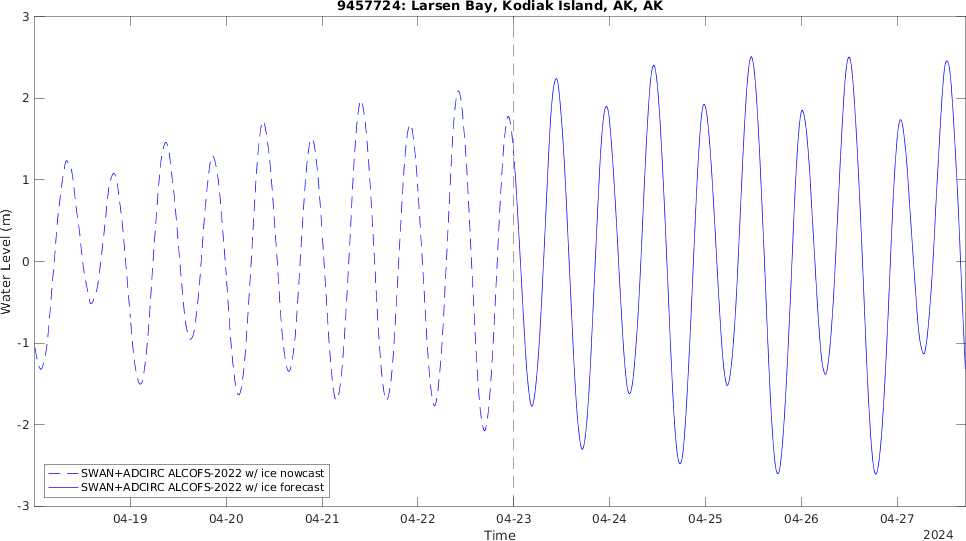 9457724: Larsen Bay, Kodiak Island, AK, AK
3
2
1
0
-1
-2
-3
Water Level (m)
SWAN+ADCIRC ALCOFS-2022 w/ ice nowcast
SWAN+ADCIRC ALCOFS-2022 w/ ice forecast
04-19 04-20 04-21 04-22 04-23 04-24 04-25 04-26 04-27
Time
2024